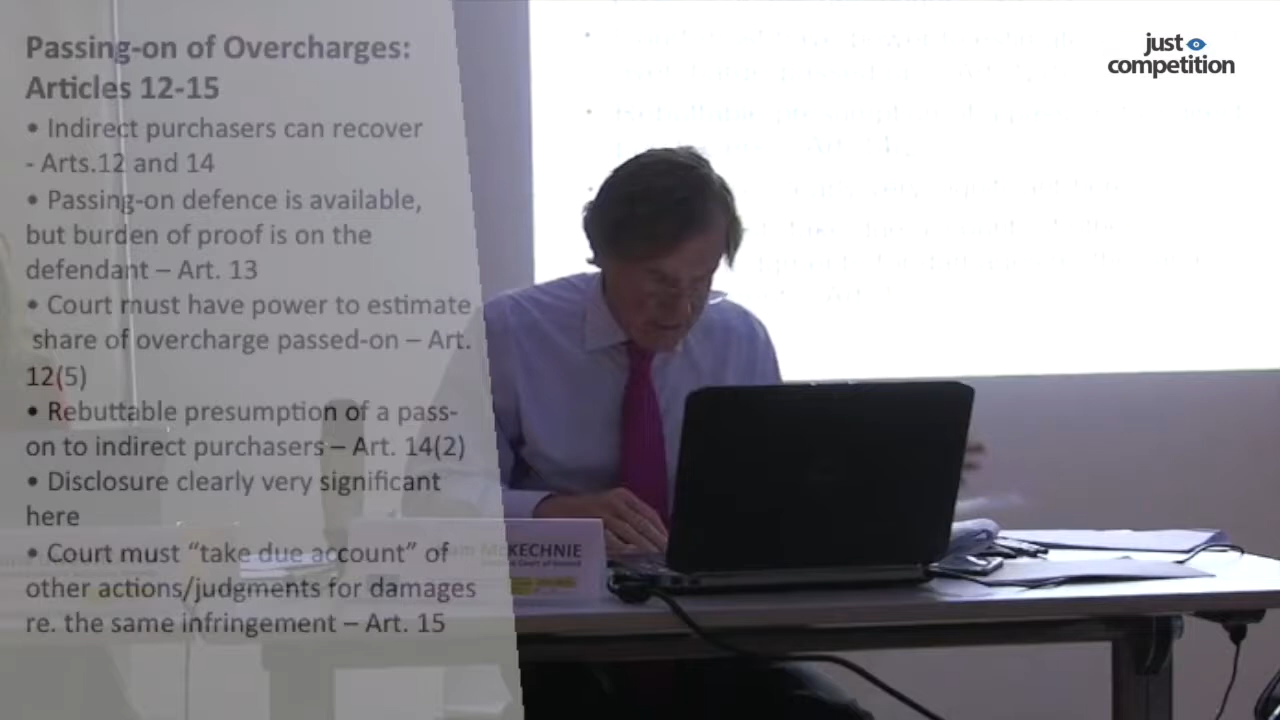 Passing-on of Overcharges:
Articles 12-15
• Indirect purchasers can recover
- Arts.12 and 14
• Passing-on defence is available,
but burden of proof is on the
defendant – Art. 13
• Court must have power to estimate
share of overcharge passed-on – Art.
12(5)
• Rebuttable presumption of a pass-
on to indirect purchasers – Art. 14(2)
• Disclosure clearly very significant
here
• Court must “take due account” of
other actions/judgments for damages
re. the same infringement – Art. 15
just
competition
McKECHNIE